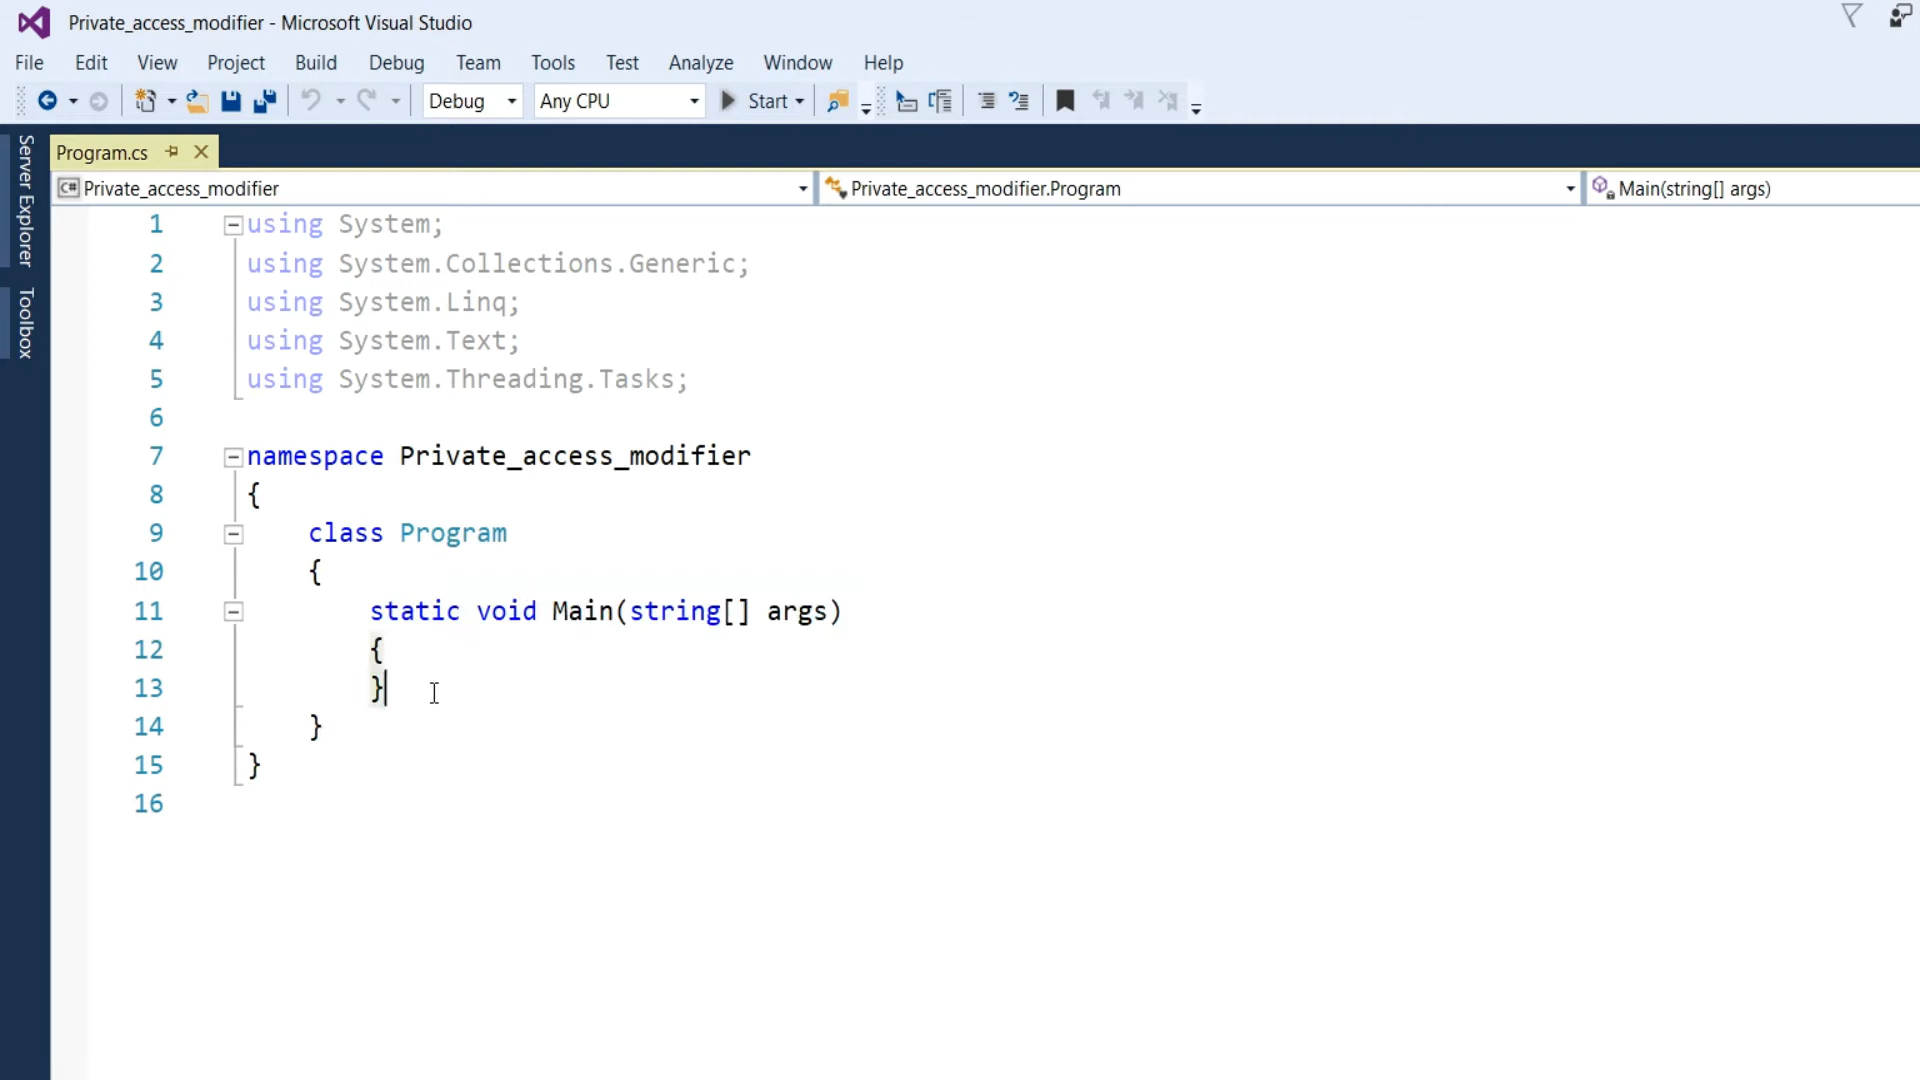 Private_access_modifier - Microsoft Visual Studio
File Edit View Project Build Debug Team Tools Test Analyze Window Help
Debug Any CPU Start
Server Explorer
Toolbox
Program.cs
C# Private_access_modifier Private_access_modifier.Program Main(string[] args)
1 using System;
2 using System.Collections.Generic;
3 using System.Linq;
4 using System.Text;
5 using System.Threading.Tasks;
6
7 namespace Private_access_modifier
8 {
9 class Program
10 {
11 static void Main(string[] args)
12 {
13 }
14 }
15 }
16